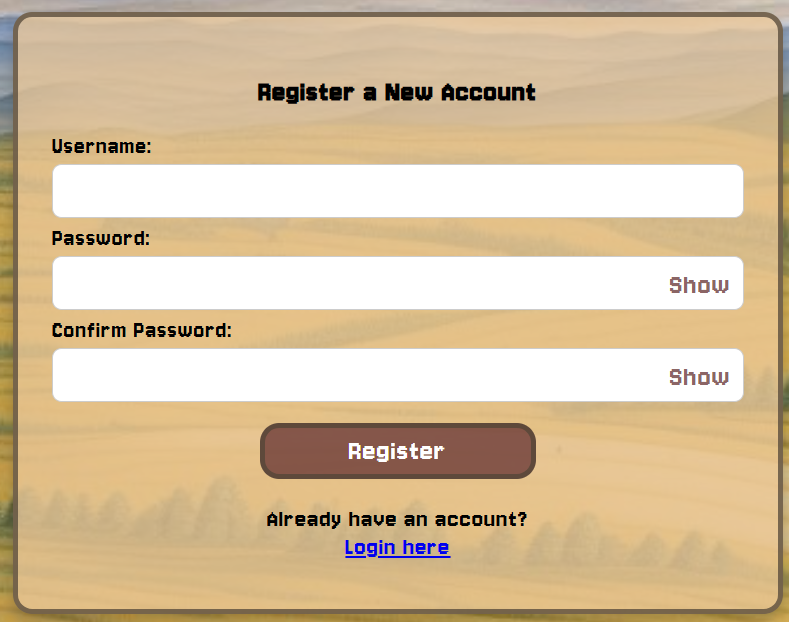 Register a New Account
Username:
Password:
Show
Confirm Password:
Show
Register
Already have an account?
Login here